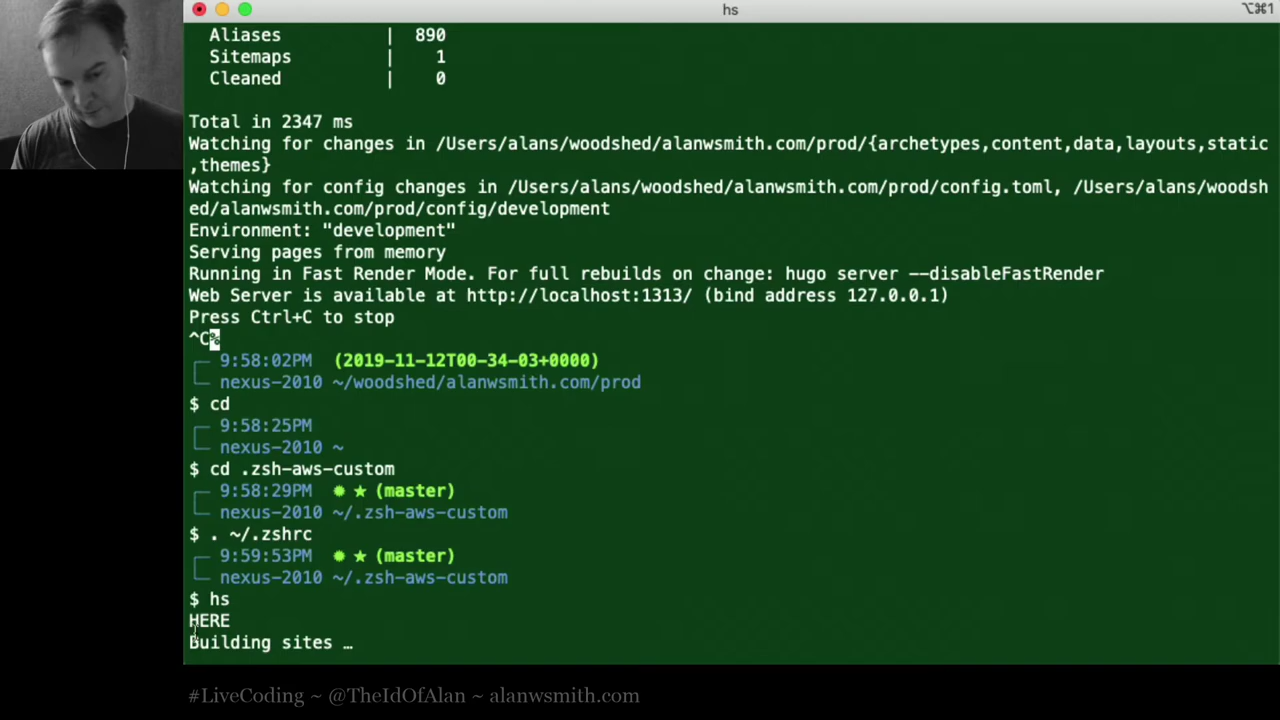 hs
⌥⌘1
Aliases | 890
Sitemaps | 1
Cleaned | 0
Total in 2347 ms
Watching for changes in /Users/alans/woodshed/alanwsmith.com/prod/{archetypes,content,data,layouts,static
,themes}
Watching for config changes in /Users/alans/woodshed/alanwsmith.com/prod/config.toml, /Users/alans/woodsh
ed/alanwsmith.com/prod/config/development
Environment: "development"
Serving pages from memory
Running in Fast Render Mode. For full rebuilds on change: hugo server --disableFastRender
Web Server is available at http://localhost:1313/ (bind address 127.0.0.1)
Press Ctrl+C to stop
^C%
9:58:02PM (2019-11-12T00-34-03+0000)
nexus-2010 ~/woodshed/alanwsmith.com/prod
$ cd
9:58:25PM
nexus-2010 ~
$ cd .zsh-aws-custom
9:58:29PM ✹ ★ (master)
nexus-2010 ~/.zsh-aws-custom
$ . ~/.zshrc
9:59:53PM ✹ ★ (master)
nexus-2010 ~/.zsh-aws-custom
$ hs
HERE
Building sites …
#LiveCoding ~ @TheIdOfAlan ~ alanwsmith.com